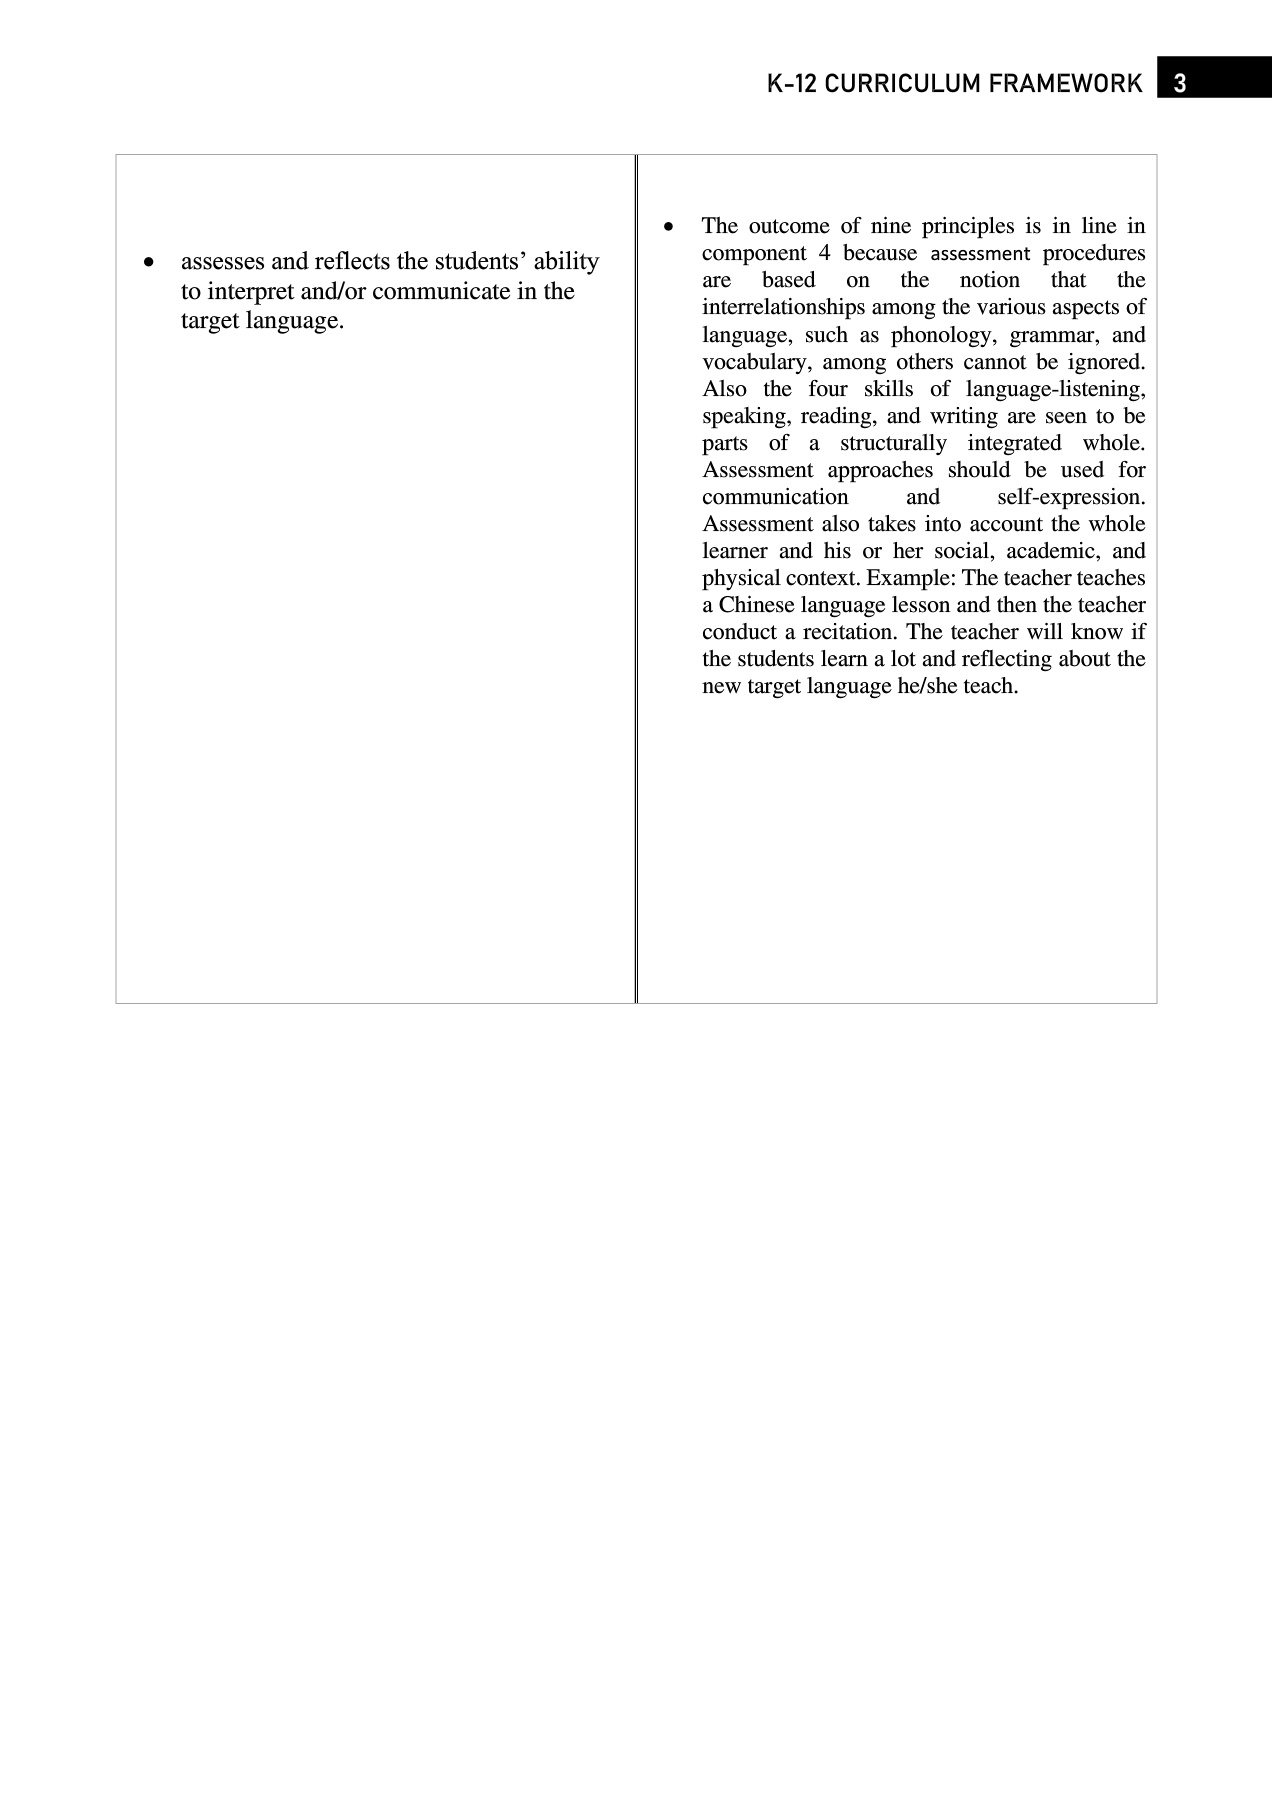 K-12 CURRICULUM FRAMEWORK 3
• assesses and reflects the students’ ability
to interpret and/or communicate in the
target language.
• The outcome of nine principles is in line in
component 4 because assessment procedures
are based on the notion that the
interrelationships among the various aspects of
language, such as phonology, grammar, and
vocabulary, among others cannot be ignored.
Also the four skills of language-listening,
speaking, reading, and writing are seen to be
parts of a structurally integrated whole.
Assessment approaches should be used for
communication and self-expression.
Assessment also takes into account the whole
learner and his or her social, academic, and
physical context. Example: The teacher teaches
a Chinese language lesson and then the teacher
conduct a recitation. The teacher will know if
the students learn a lot and reflecting about the
new target language he/she teach.